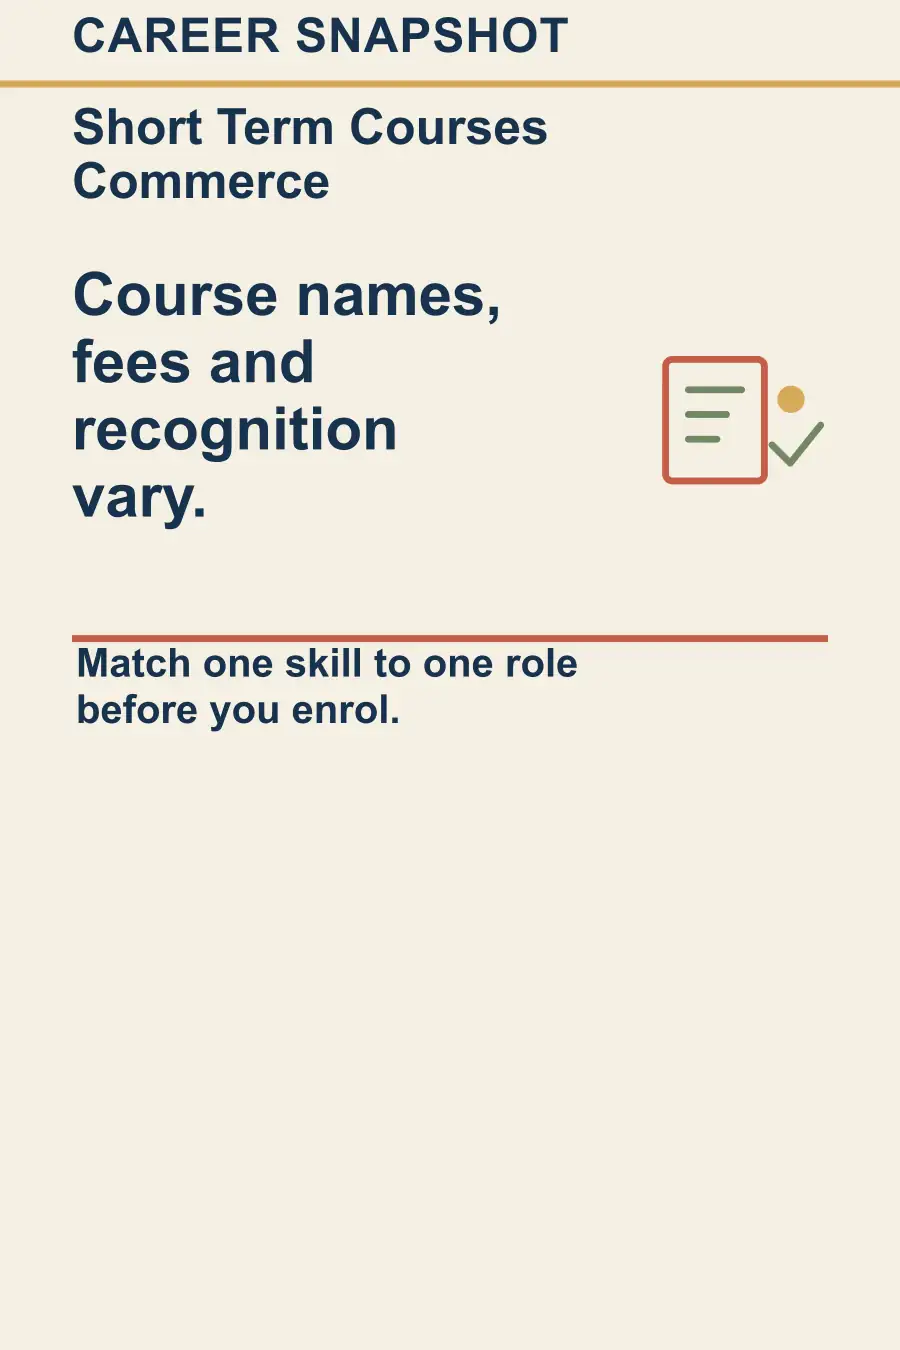 CAREER SNAPSHOT
Short Term Courses
Commerce
Course names,
fees and
recognition
vary.
Match one skill to one role
before you enrol.